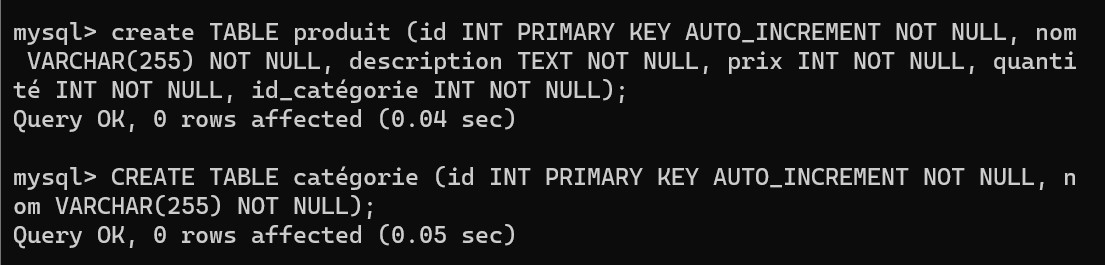 mysql> create TABLE produit (id INT PRIMARY KEY AUTO_INCREMENT NOT NULL, nom
 VARCHAR(255) NOT NULL, description TEXT NOT NULL, prix INT NOT NULL, quanti
té INT NOT NULL, id_catégorie INT NOT NULL);
Query OK, 0 rows affected (0.04 sec)

mysql> CREATE TABLE catégorie (id INT PRIMARY KEY AUTO_INCREMENT NOT NULL, n
om VARCHAR(255) NOT NULL);
Query OK, 0 rows affected (0.05 sec)